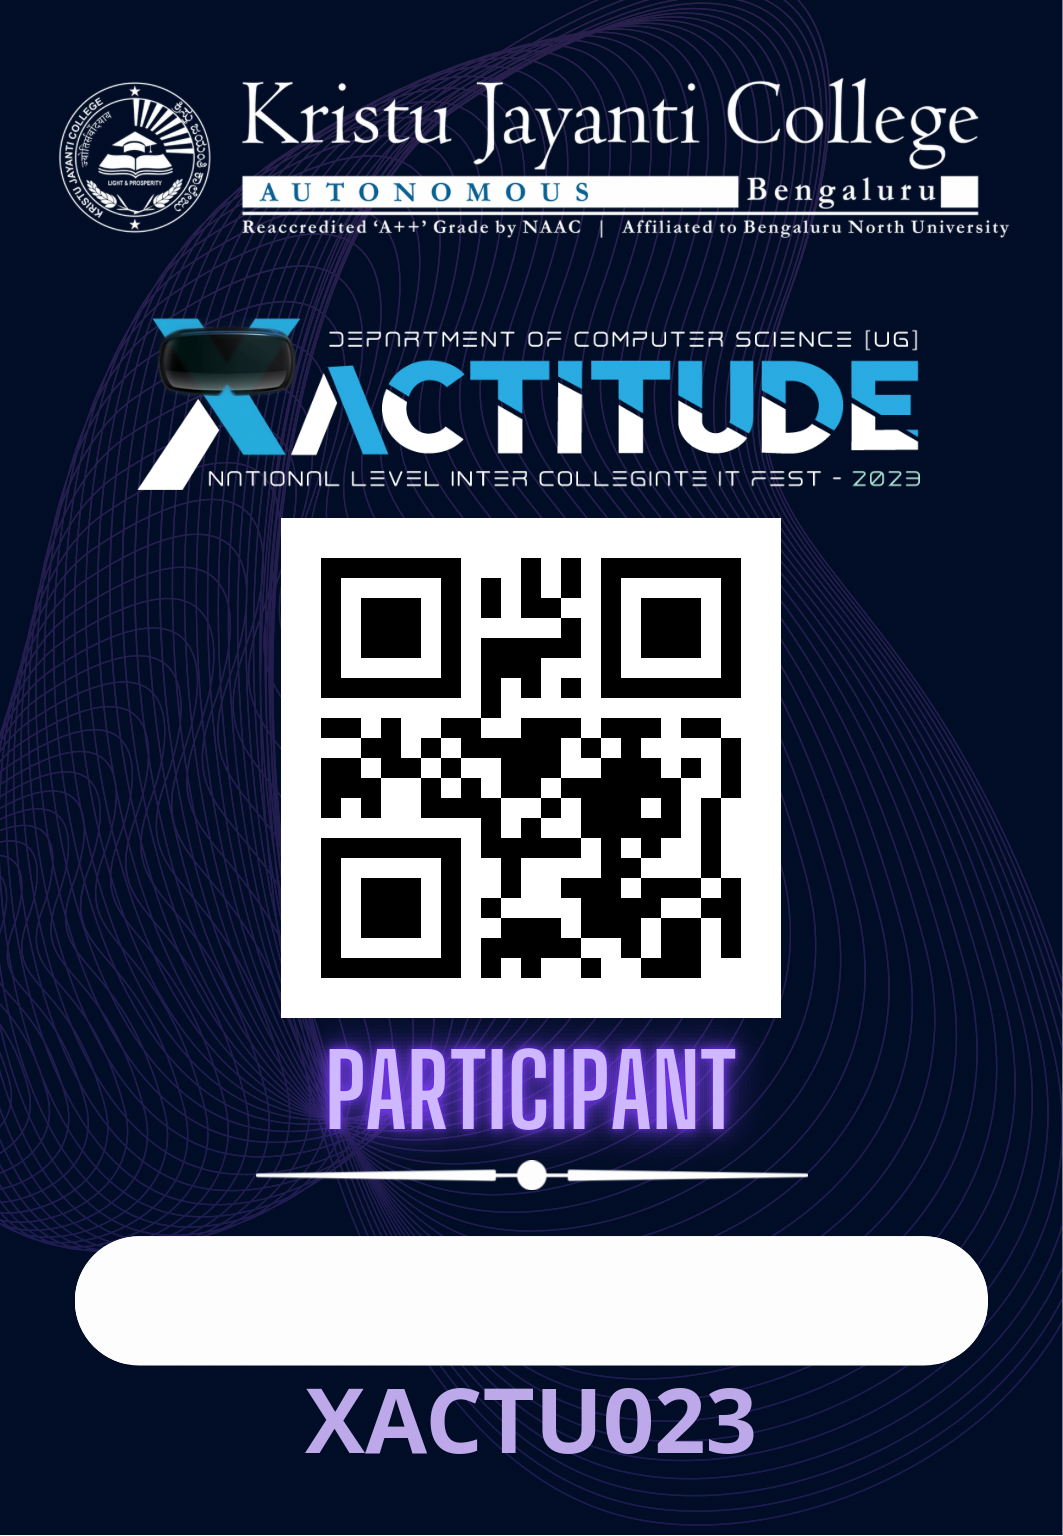 Kristu Jayanti College
AUTONOMOUS Bengaluru
Reaccredited ‘A++’ Grade by NAAC | Affiliated to Bengaluru North University
KRISTU JAYANTI COLLEGE
LIGHT & PROSPERITY
DEPARTMENT OF COMPUTER SCIENCE [UG]
XACTITUDE
NATIONAL LEVEL INTER COLLEGIATE IT FEST - 2023
PARTICIPANT
XACTU023